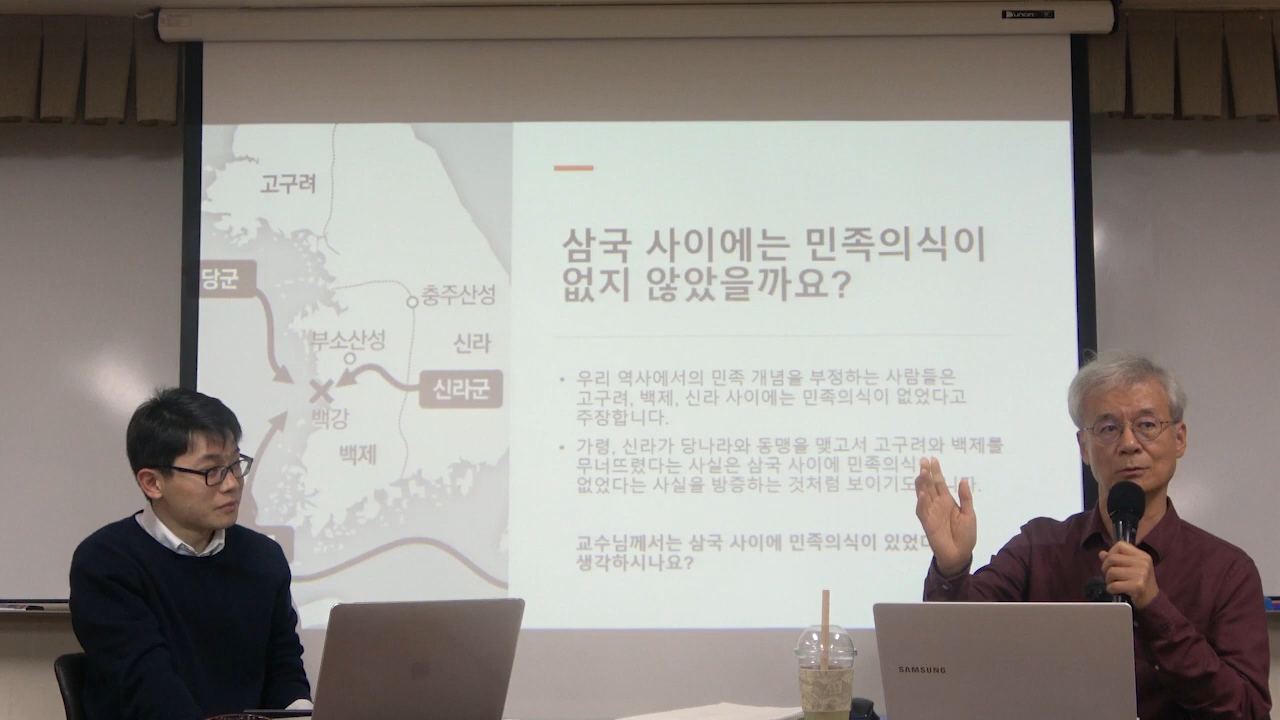 DUNON
고구려
당군
충주산성
부소산성
신라
신라군
백강
백제
삼국 사이에는 민족의식이
없지 않았을까요?
• 우리 역사에서의 민족 개념을 부정하는 사람들은
고구려, 백제, 신라 사이에는 민족의식이 없었다고
주장합니다.
• 가령, 신라가 당나라와 동맹을 맺고서 고구려와 백제를
무너뜨렸다는 사실은 삼국 사이에 민족의식
없었다는 사실을 방증하는 것처럼 보이기도
교수님께서는 삼국 사이에 민족의식이 있었다
생각하시나요?
SAMSUNG